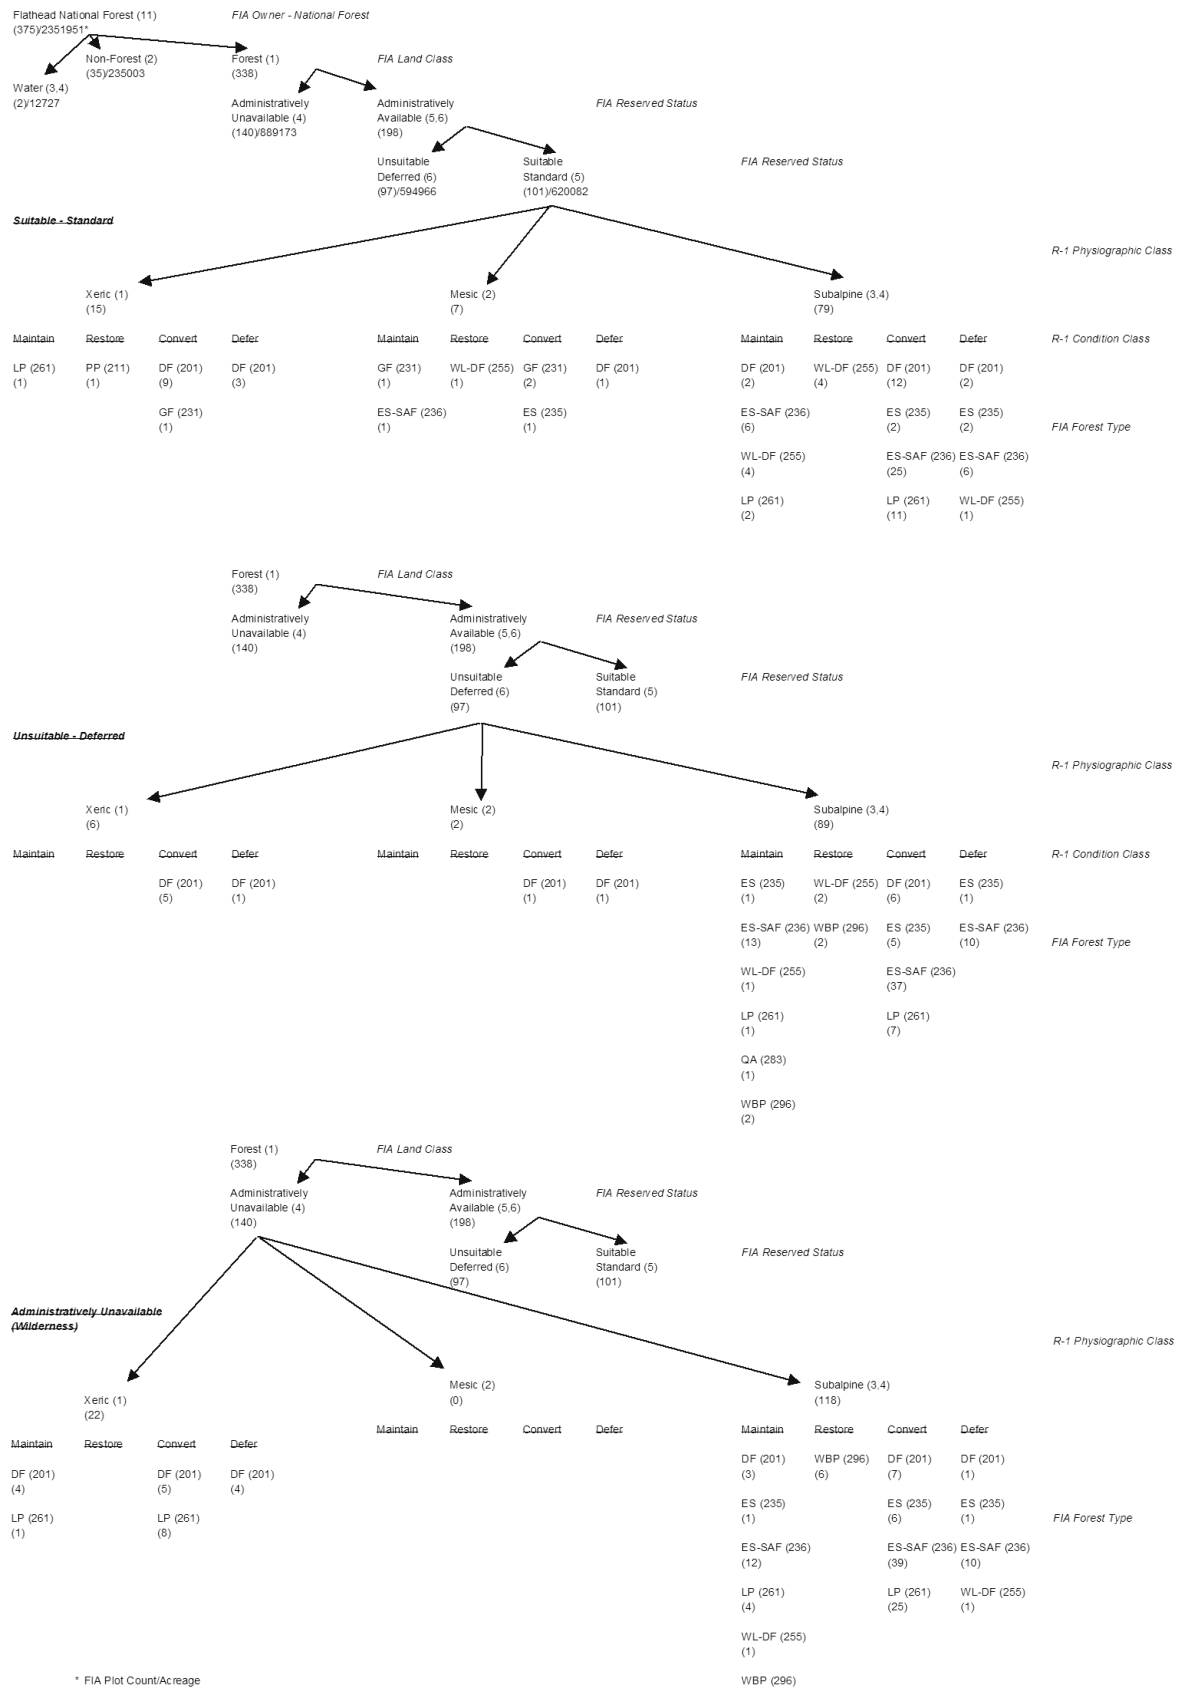 Flathead National Forest (11) FIA Owner - National Forest
(375)/2351951*
Non-Forest (2) Forest (1) FIA Land Class
(35)/235003 (338)
Water (3,4)
(2)/12727
Administratively Administratively FIA Reserved Status
Unavailable (4) Available (5,6)
(140)/889173 (198)
Unsuitable Suitable FIA Reserved Status
Deferred (6) Standard (5)
(97)/594966 (101)/620082
Suitable - Standard
R-1 Physiographic Class
Xeric (1) Mesic (2) Subalpine (3,4)
(15) (7) (79)
Maintain Restore Convert Defer Maintain Restore Convert Defer Maintain Restore Convert Defer R-1 Condition Class
LP (261) PP (211) DF (201) DF (201) GF (231) WL-DF (255) GF (231) DF (201) DF (201) WL-DF (255) DF (201) DF (201)
(1) (1) (9) (3) (1) (1) (2) (1) (2) (4) (12) (2)
GF (231) ES-SAF (236) ES (235) ES-SAF (236) ES (235) ES (235)
(1) (1) (1) (6) (2) (2) FIA Forest Type
WL-DF (255) ES-SAF (236) ES-SAF (236)
(4) (25) (6)
LP (261) LP (261) WL-DF (255)
(2) (11) (1)
Forest (1) FIA Land Class
(338)
Administratively Administratively FIA Reserved Status
Unavailable (4) Available (5,6)
(140) (198)
Unsuitable Suitable FIA Reserved Status
Deferred (6) Standard (5)
(97) (101)
Unsuitable - Deferred
R-1 Physiographic Class
Xeric (1) Mesic (2) Subalpine (3,4)
(6) (2) (89)
Maintain Restore Convert Defer Maintain Restore Convert Defer Maintain Restore Convert Defer R-1 Condition Class
DF (201) DF (201) DF (201) DF (201) ES (235) WL-DF (255) DF (201) ES (235)
(5) (1) (1) (1) (1) (2) (6) (1)
ES-SAF (236) WBP (296) ES (235) ES-SAF (236)
(13) (2) (5) (10) FIA Forest Type
WL-DF (255) ES-SAF (236)
(1) (37)
LP (261) LP (261)
(1) (7)
QA (283)
(1)
WBP (296)
(2)
Forest (1) FIA Land Class
(338)
Administratively Administratively FIA Reserved Status
Unavailable (4) Available (5,6)
(140) (198)
Unsuitable Suitable FIA Reserved Status
Deferred (6) Standard (5)
(97) (101)
Administratively Unavailable
(Wilderness)
R-1 Physiographic Class
Mesic (2) Subalpine (3,4)
(0) (118)
Xeric (1)
(22)
Maintain Restore Convert Defer Maintain Restore Convert Defer
Maintain Restore Convert Defer
DF (201) WBP (296) DF (201) DF (201)
(3) (6) (7) (1)
DF (201) DF (201) DF (201)
(4) (5) (4)
ES (235) ES (235) ES (235)
(1) (6) (1)
LP (261) LP (261) FIA Forest Type
(1) (8)
ES-SAF (236) ES-SAF (236) ES-SAF (236)
(12) (39) (10)
LP (261) LP (261) WL-DF (255)
(4) (25) (1)
WL-DF (255)
(1)
* FIA Plot Count/Acreage WBP (296)